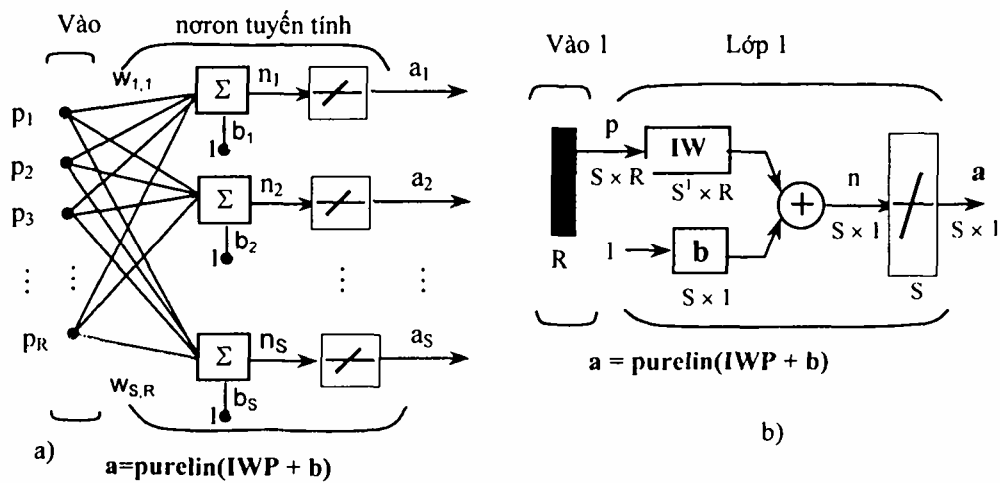 Vào nơron tuyến tính
w1,1
p1
p2
p3
pR
⋮ ⋮
Σ n1 a1
1 b1
Σ n2 a2
1 b2
⋮ ⋮
Σ nS aS
1 bS
wS,R
a)
a=purelin(IWP + b)
Vào 1 Lớp 1
p
S × R
IW
S¹ × R
R
1
b
S × 1
+
n
S × 1
S
a
S × 1
a = purelin(IWP + b)
b)